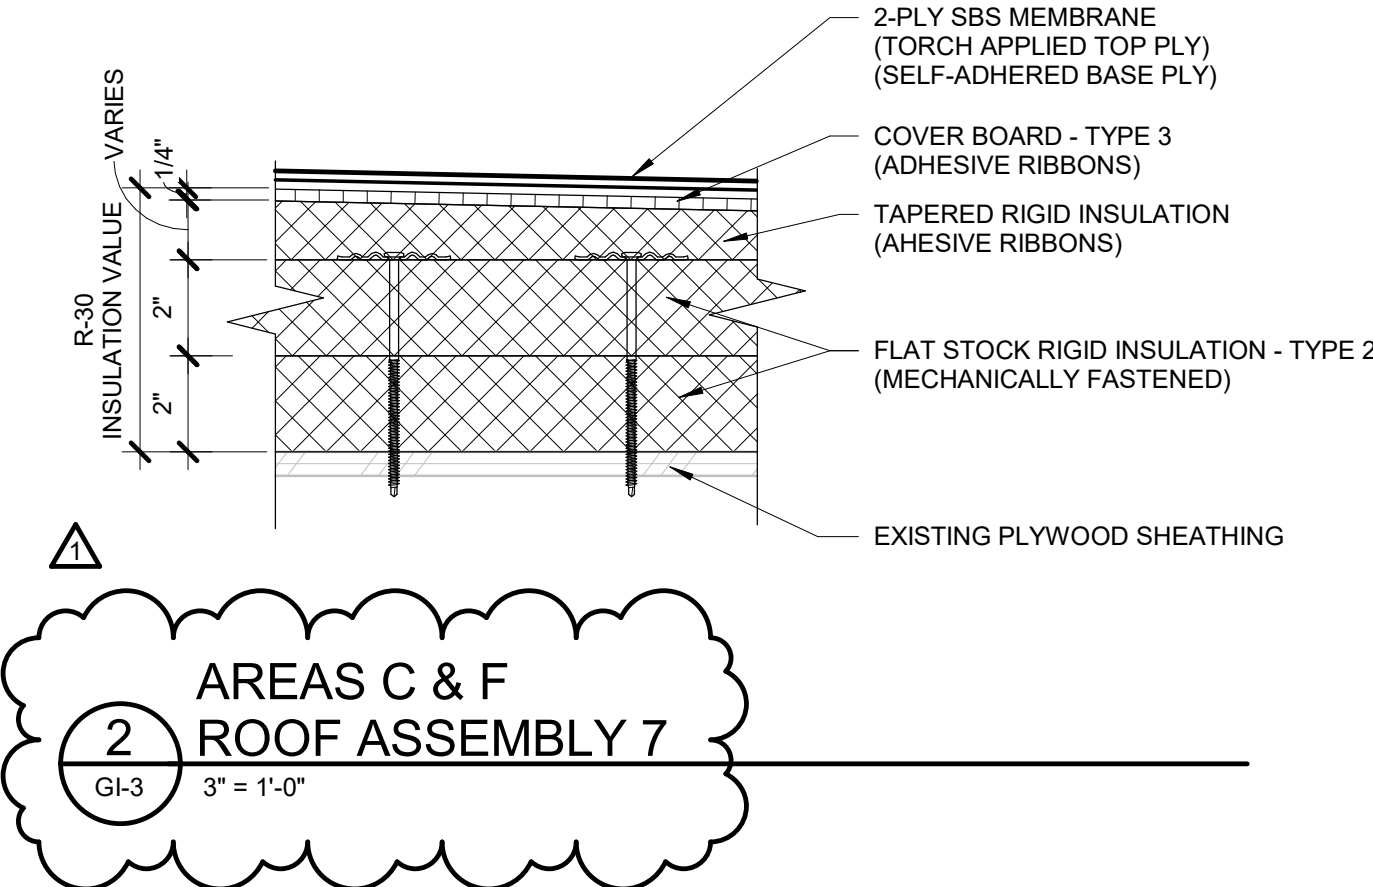 2-PLY SBS MEMBRANE
(TORCH APPLIED TOP PLY)
(SELF-ADHERED BASE PLY)
COVER BOARD - TYPE 3
(ADHESIVE RIBBONS)
TAPERED RIGID INSULATION
(AHESIVE RIBBONS)
FLAT STOCK RIGID INSULATION - TYPE 2
(MECHANICALLY FASTENED)
EXISTING PLYWOOD SHEATHING
VARIES
1/4"
R-30
INSULATION VALUE
2"
2"
1
AREAS C & F
ROOF ASSEMBLY 7
2
GI-3
3" = 1'-0"